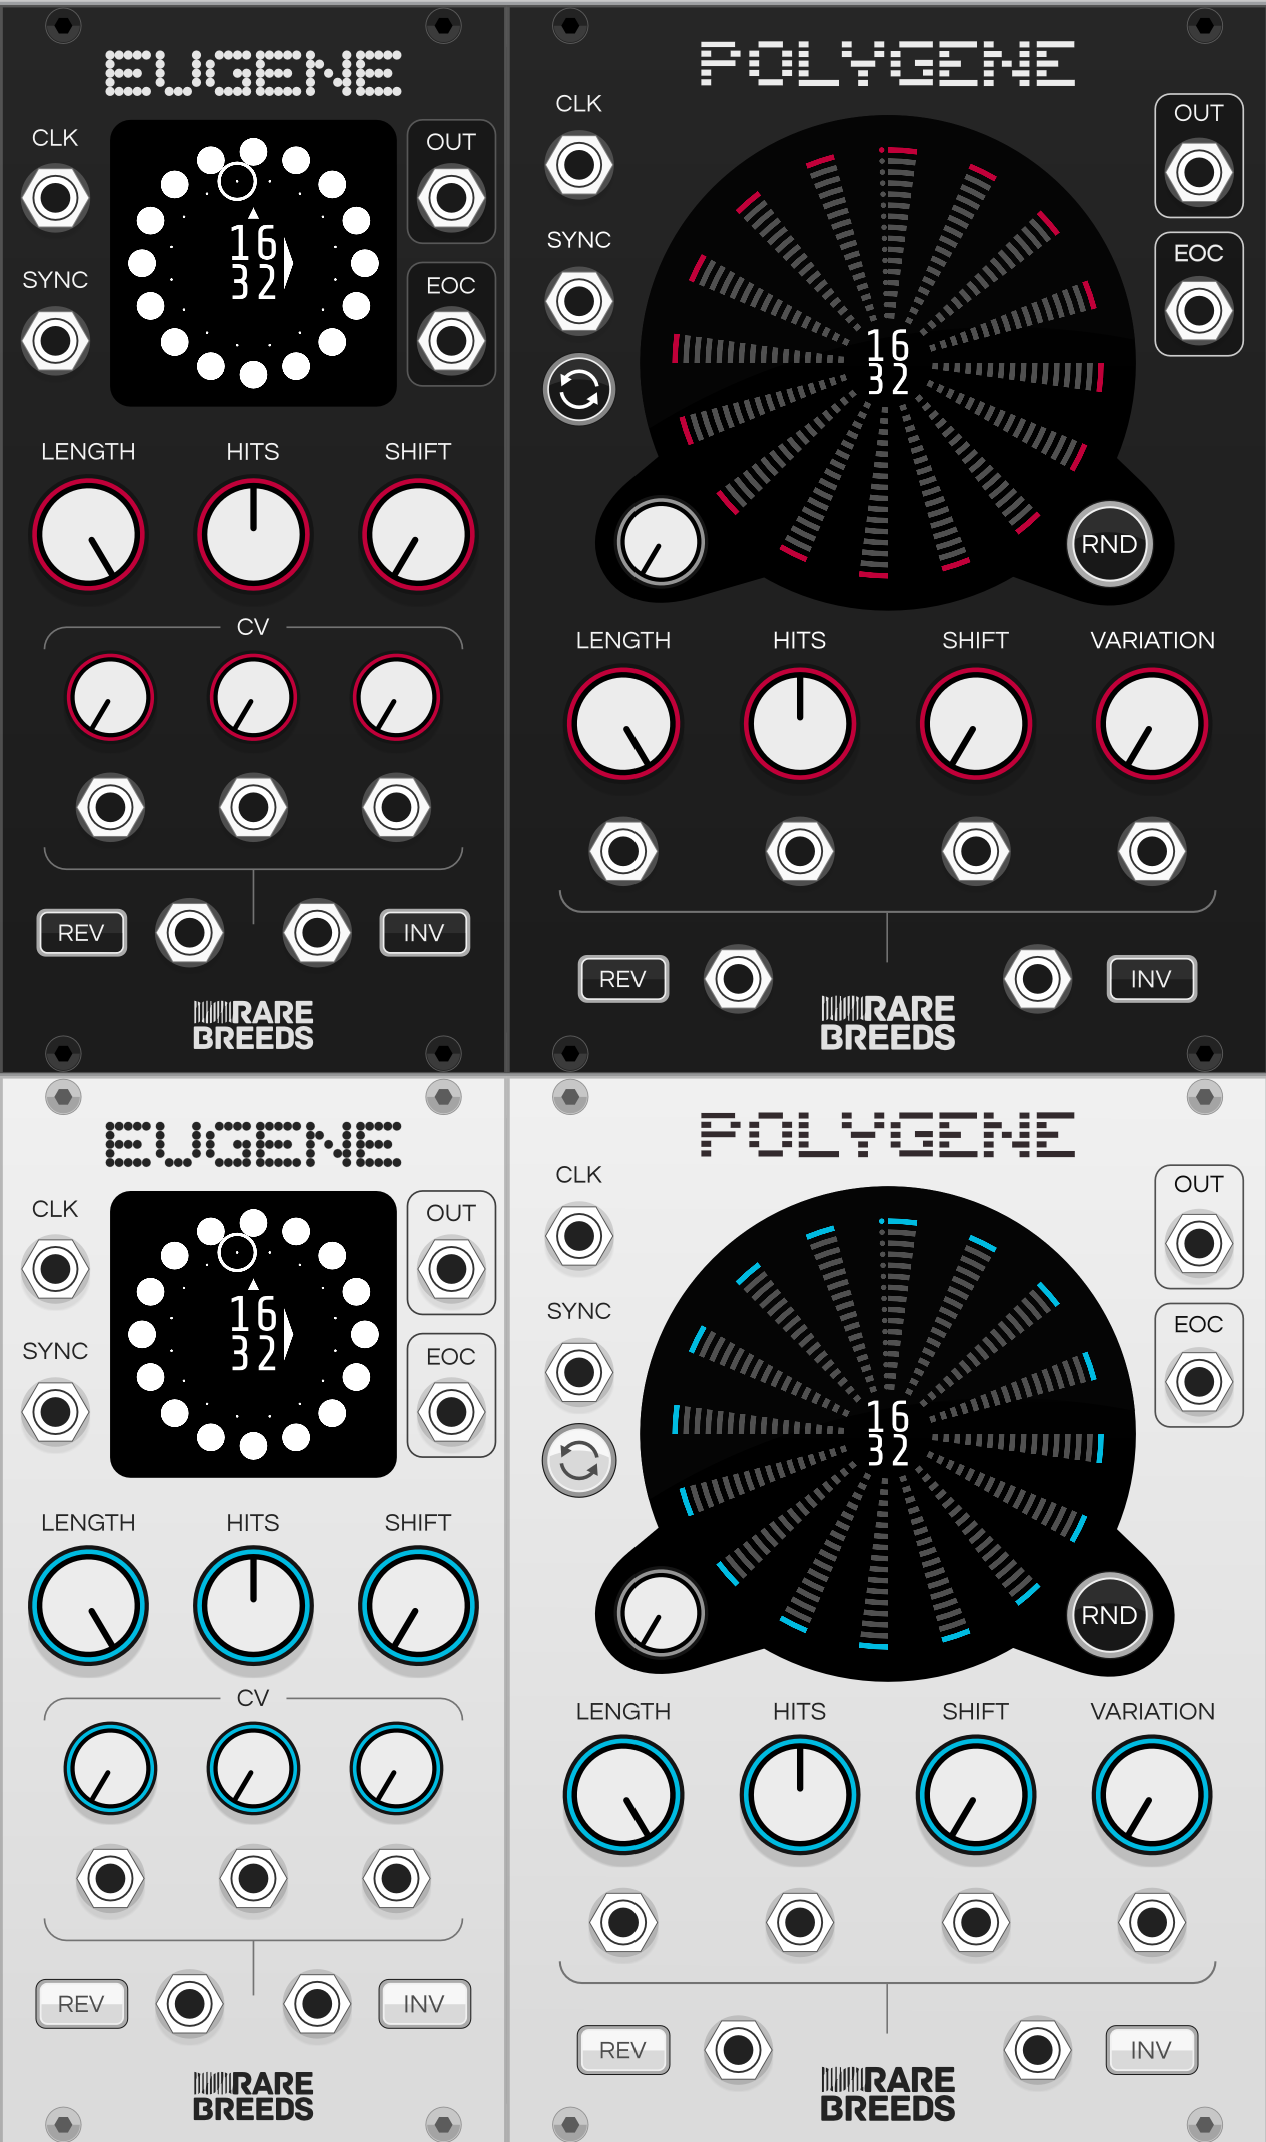 EUGENE
CLK
OUT
16
32
SYNC
EOC
LENGTH HITS SHIFT
CV
REV
INV
RARE
BREEDS
POLYGENE
CLK
OUT
SYNC
EOC
16
32
RND
LENGTH HITS SHIFT VARIATION
REV
INV
RARE
BREEDS
EUGENE
CLK
OUT
16
32
SYNC
EOC
LENGTH HITS SHIFT
CV
REV
INV
RARE
BREEDS
POLYGENE
CLK
OUT
SYNC
EOC
16
32
RND
LENGTH HITS SHIFT VARIATION
REV
INV
RARE
BREEDS